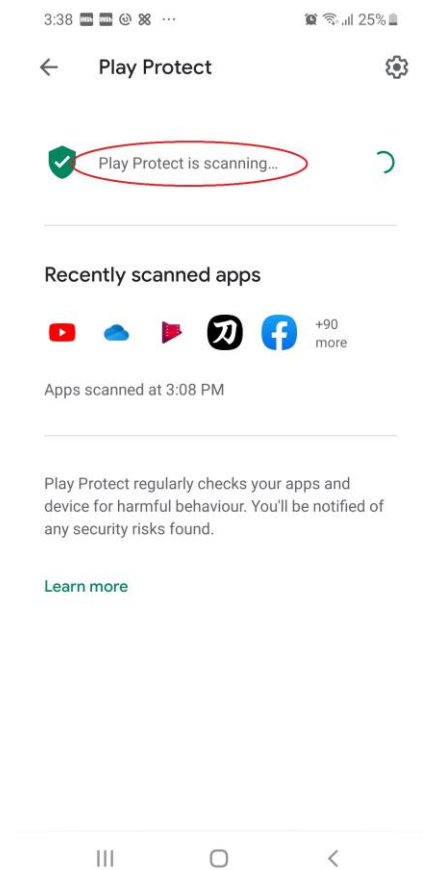 3:38 ... 25%
Play Protect
Play Protect is scanning...
Recently scanned apps
刀
f
+90
more
Apps scanned at 3:08 PM
Play Protect regularly checks your apps and
device for harmful behaviour. You'll be notified of
any security risks found.
Learn more